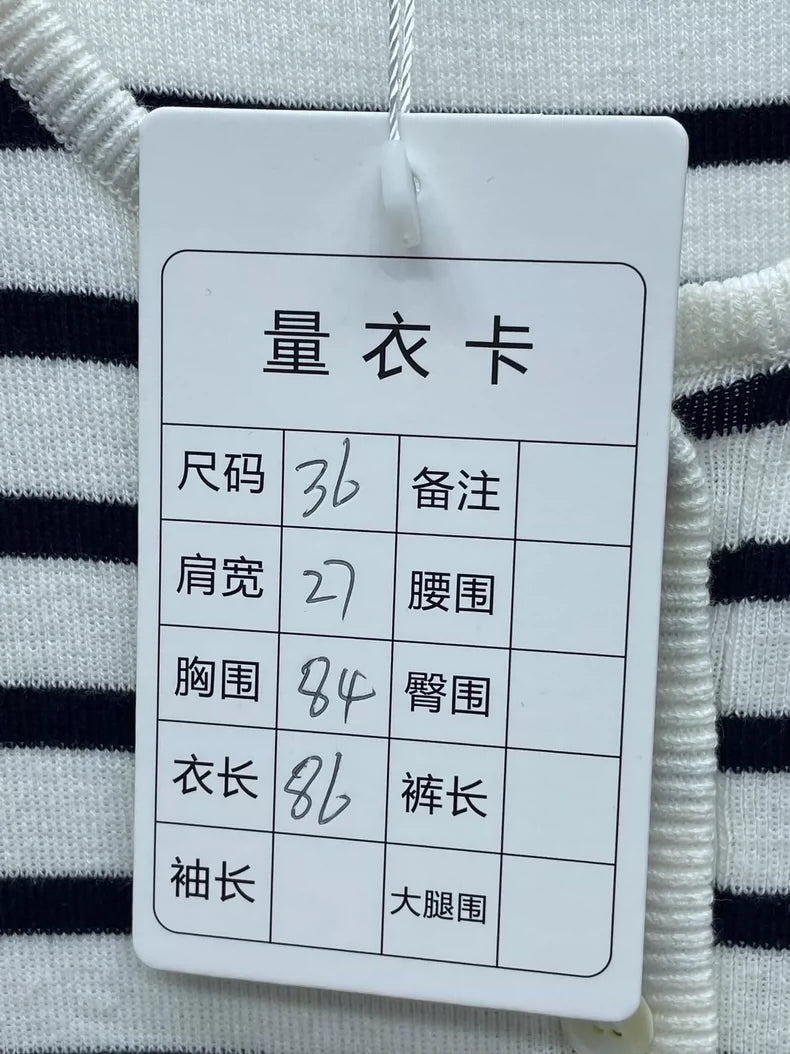 量衣卡
尺码 36 备注
肩宽 27 腰围
胸围 84 臀围
衣长 86 裤长
袖长 大腿围